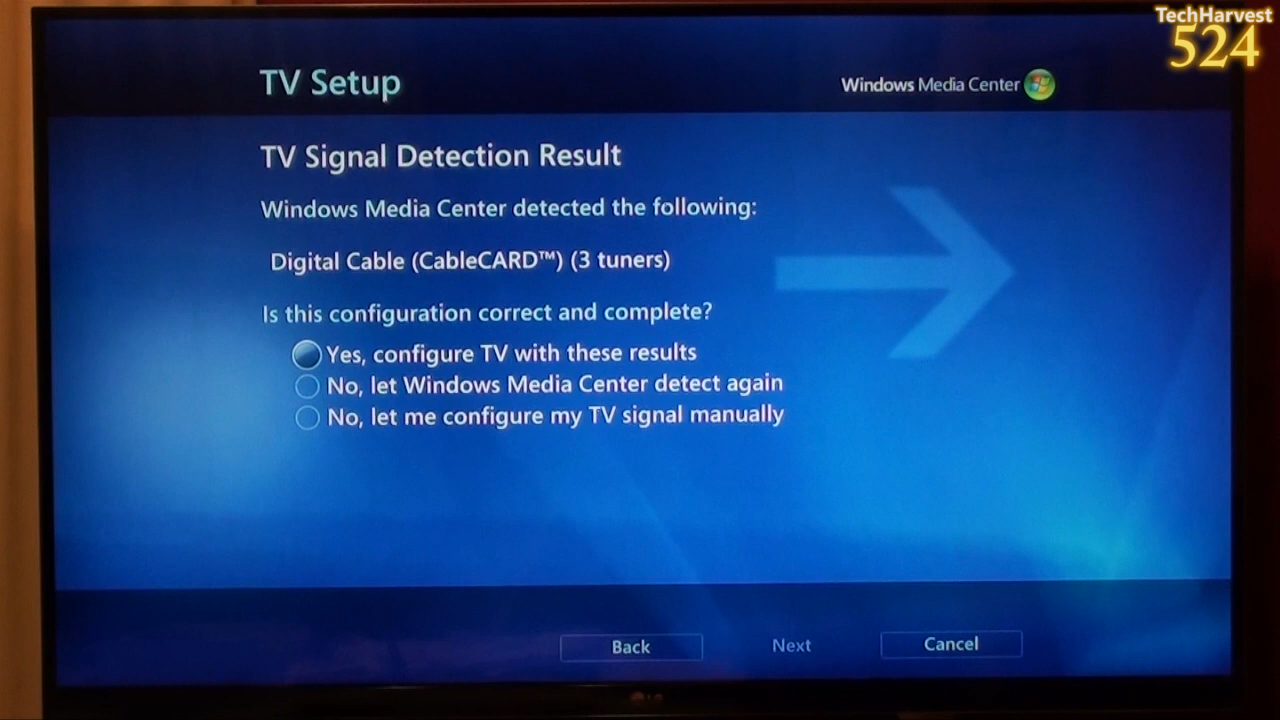 TechHarvest
524
TV Setup
Windows Media Center
TV Signal Detection Result
Windows Media Center detected the following:
Digital Cable (CableCARD™) (3 tuners)
Is this configuration correct and complete?
Yes, configure TV with these results
No, let Windows Media Center detect again
No, let me configure my TV signal manually
Back Next Cancel
LG